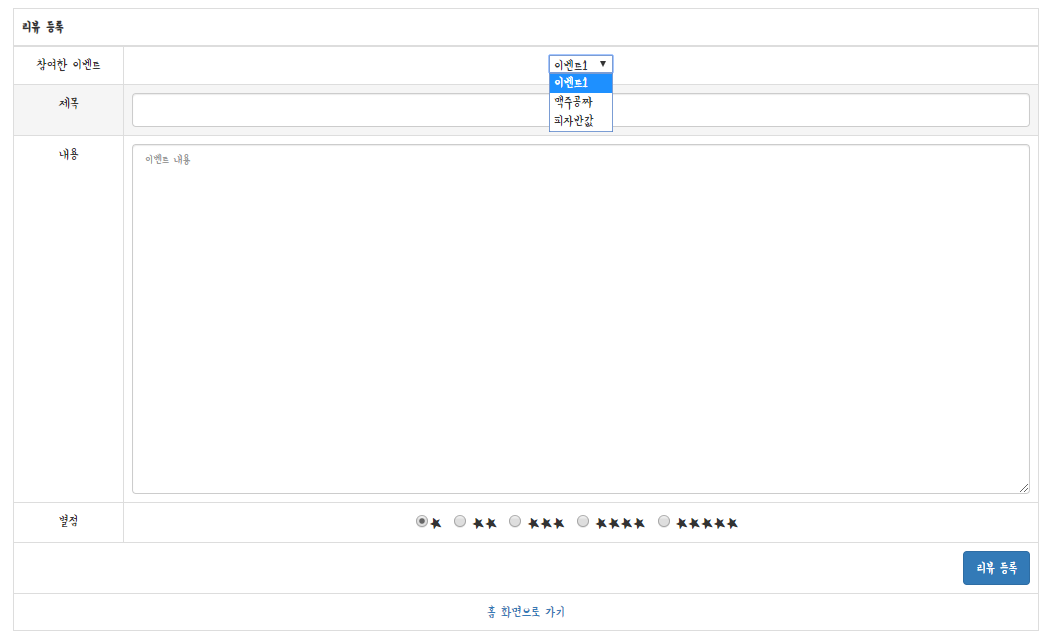 리뷰 등록
참여한 이벤트
이벤트1
이벤트1
맥주공짜
피자반값
제목
내용
이벤트 내용
별점
★ ★★ ★★★ ★★★★ ★★★★★
리뷰 등록
홈 화면으로 가기